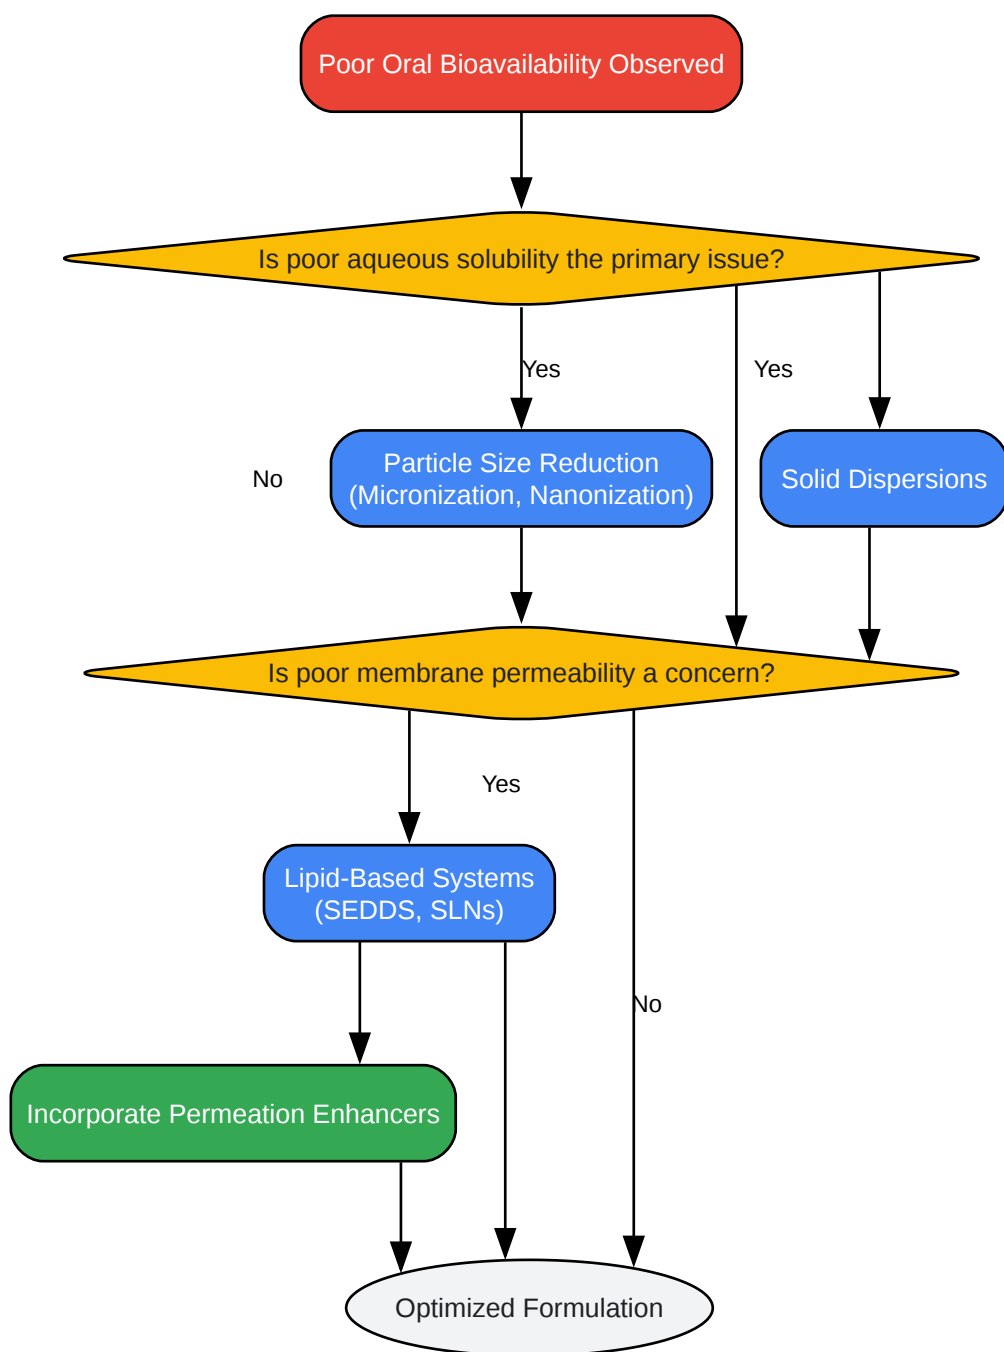 Poor Oral Bioavailability Observed
Is poor aqueous solubility the primary issue?
Yes
Yes
No
Particle Size Reduction
(Micronization, Nanonization)
Solid Dispersions
Is poor membrane permeability a concern?
Yes
Lipid-Based Systems
(SEDDS, SLNs)
No
Incorporate Permeation Enhancers
Optimized Formulation